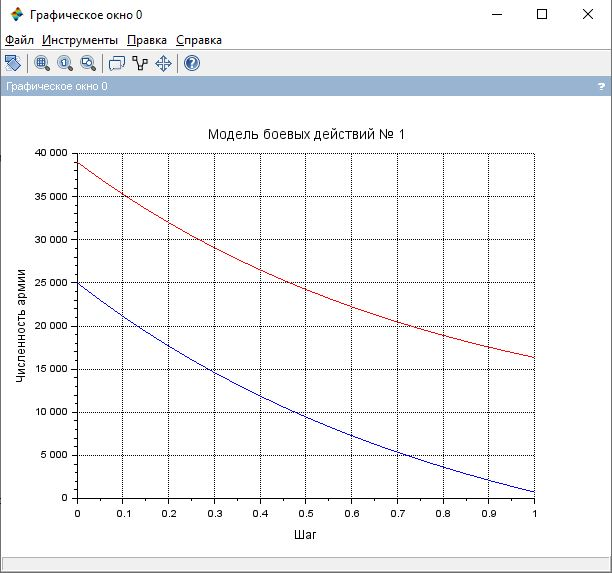 Графическое окно 0
Файл Инструменты Правка Справка
Графическое окно 0 ?
Модель боевых действий № 1
40 000
35 000
30 000
25 000
20 000
15 000
10 000
5 000
0
Численность армии
0 0.1 0.2 0.3 0.4 0.5 0.6 0.7 0.8 0.9 1
Шаг